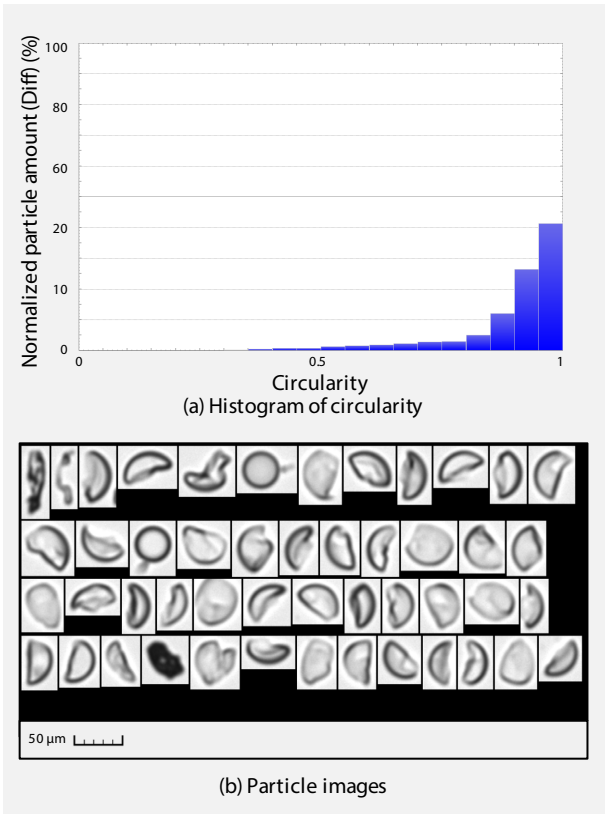 Normalized particle amount (Diff) (%)
100
80
60
20
10
0
0
0.5
1
Circularity
(a) Histogram of circularity
50 µm
(b) Particle images